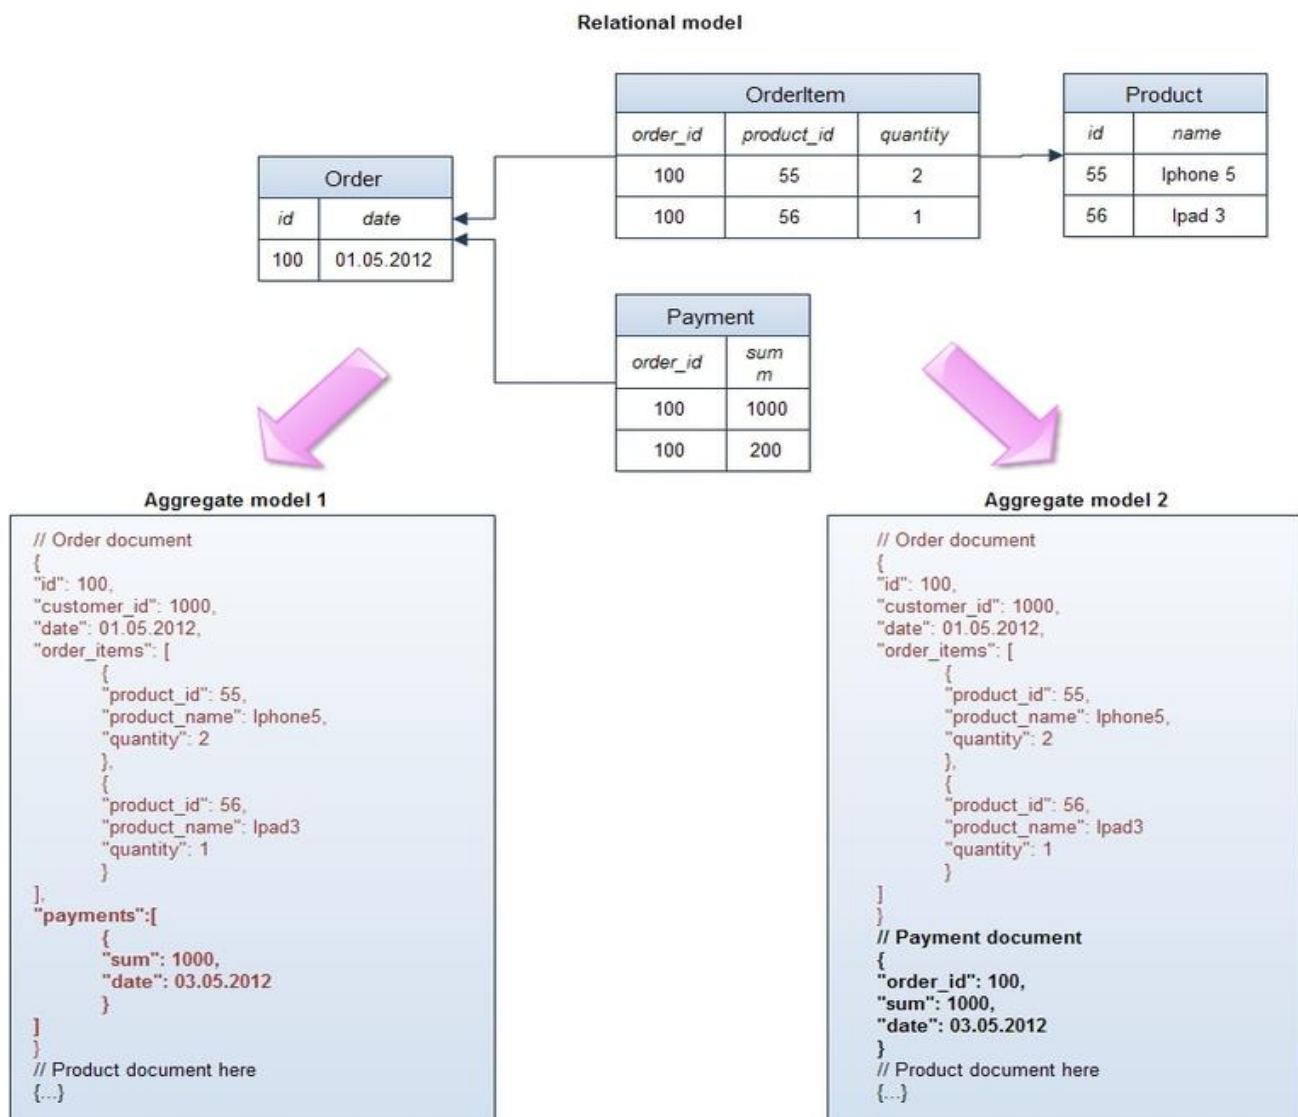 Relational model
OrderItem
order_id product_id quantity
100 55 2
100 56 1
Product
id name
55 Iphone 5
56 Ipad 3
Order
id date
100 01.05.2012
Payment
order_id sum
m
100 1000
100 200
Aggregate model 1
// Order document
{
"id": 100,
"customer_id": 1000,
"date": 01.05.2012,
"order_items": [
{
"product_id": 55,
"product_name": Iphone5,
"quantity": 2
},
{
"product_id": 56,
"product_name": Ipad3
"quantity": 1
}
],
"payments":[
{
"sum": 1000,
"date": 03.05.2012
}
]
}
// Product document here
{...}
Aggregate model 2
// Order document
{
"id": 100,
"customer_id": 1000,
"date": 01.05.2012,
"order_items": [
{
"product_id": 55,
"product_name": Iphone5,
"quantity": 2
},
{
"product_id": 56,
"product_name": Ipad3
"quantity": 1
}
]
}
// Payment document
{
"order_id": 100,
"sum": 1000,
"date": 03.05.2012
}
// Product document here
{...}